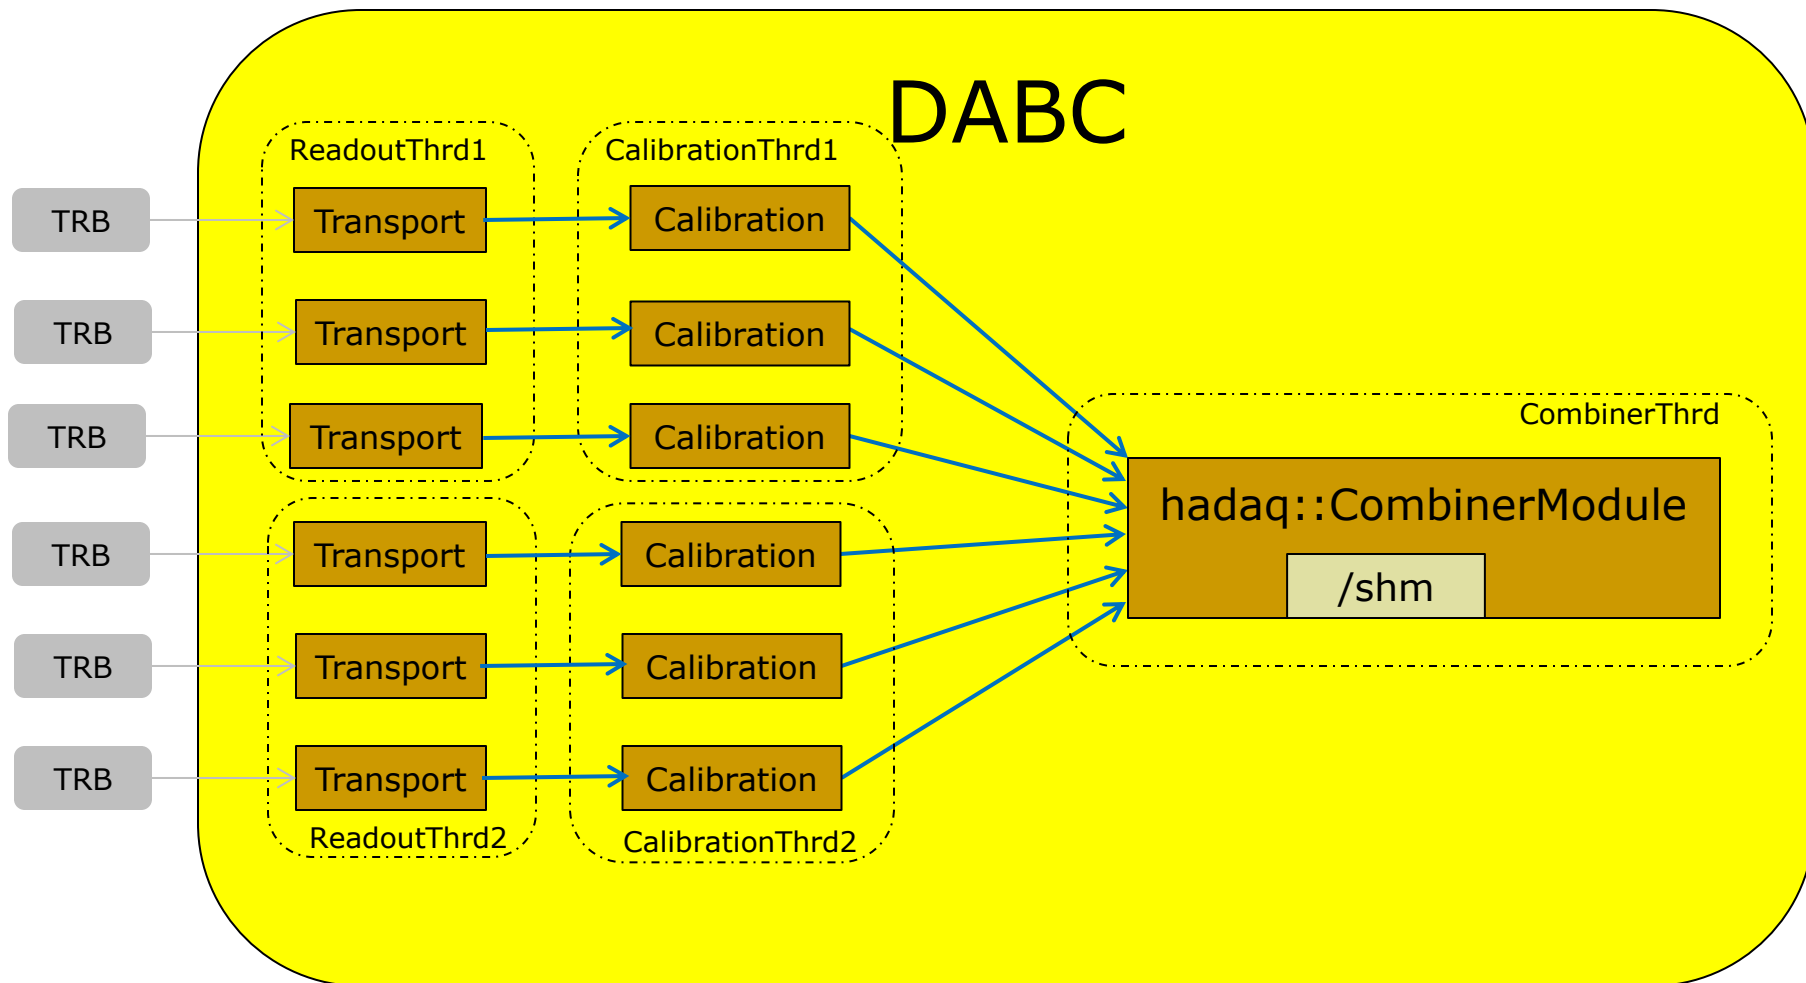 DABC
ReadoutThrd1
CalibrationThrd1
TRB
Transport
Calibration
TRB
Transport
Calibration
TRB
Transport
Calibration
CombinerThrd
hadaq::CombinerModule
/shm
TRB
Transport
Calibration
TRB
Transport
Calibration
TRB
Transport
Calibration
ReadoutThrd2
CalibrationThrd2